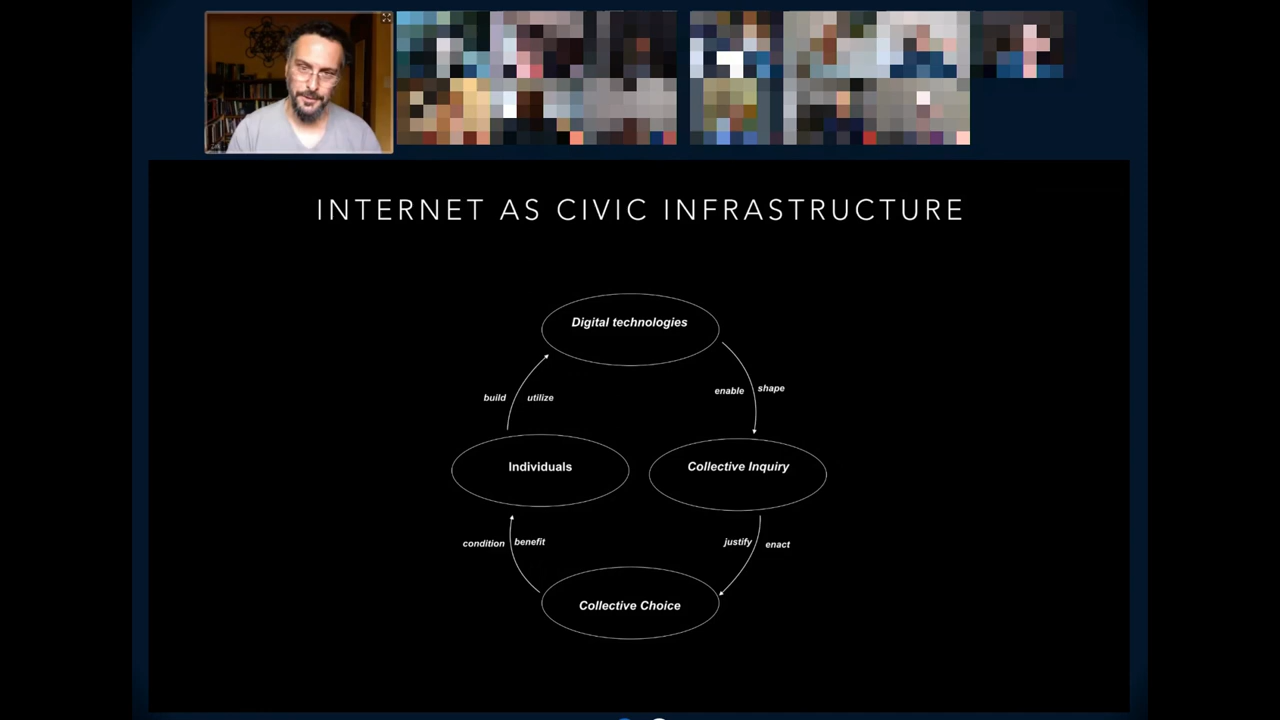 INTERNET AS CIVIC INFRASTRUCTURE
Digital technologies
enable shape
build utilize
Individuals
Collective Inquiry
condition benefit
justify enact
Collective Choice